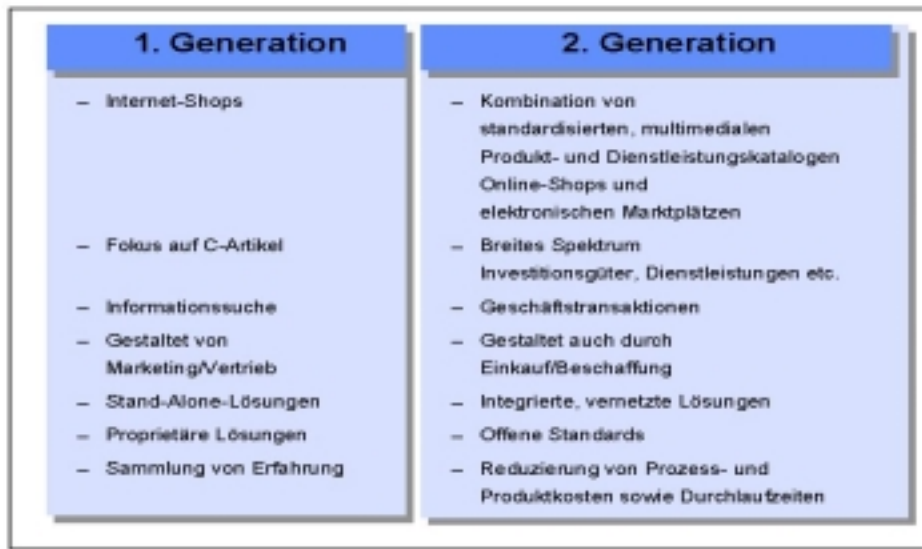 1. Generation
– Internet-Shops
– Fokus auf C-Artikel
– Informationssuche
– Gestaltet von
Marketing/Vertrieb
– Stand-Alone-Lösungen
– Proprietäre Lösungen
– Sammlung von Erfahrung
2. Generation
– Kombination von
standardisierten, multimedialen
Produkt- und Dienstleistungskatalogen
Online-Shops und
elektronischen Marktplätzen
– Breites Spektrum
Investitionsgüter, Dienstleistungen etc.
– Geschäftstransaktionen
– Gestaltet auch durch
Einkauf/Beschaffung
– Integrierte, vernetzte Lösungen
– Offene Standards
– Reduzierung von Prozess- und
Produktkosten sowie Durchlaufzeiten